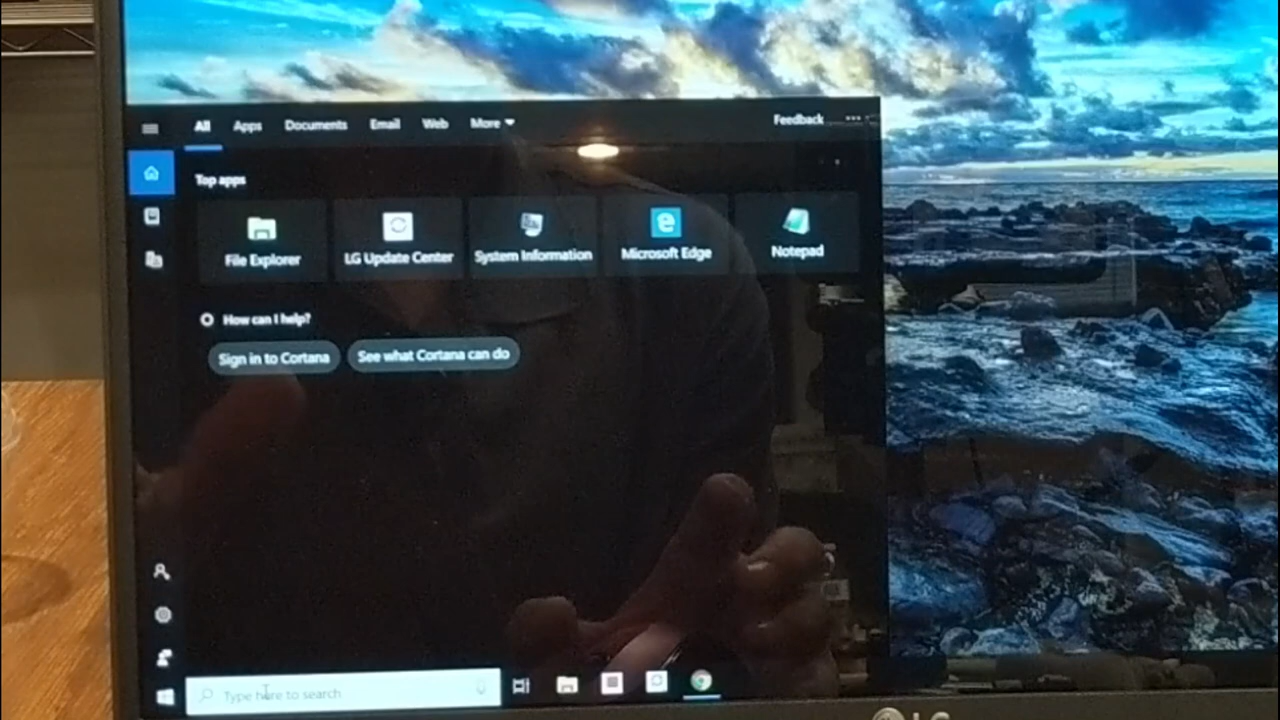 All Apps Documents Email Web More Feedback ...
Top apps
File Explorer LG Update Center System Information Microsoft Edge Notepad
How can I help?
Sign in to Cortana See what Cortana can do
Type here to search
LG